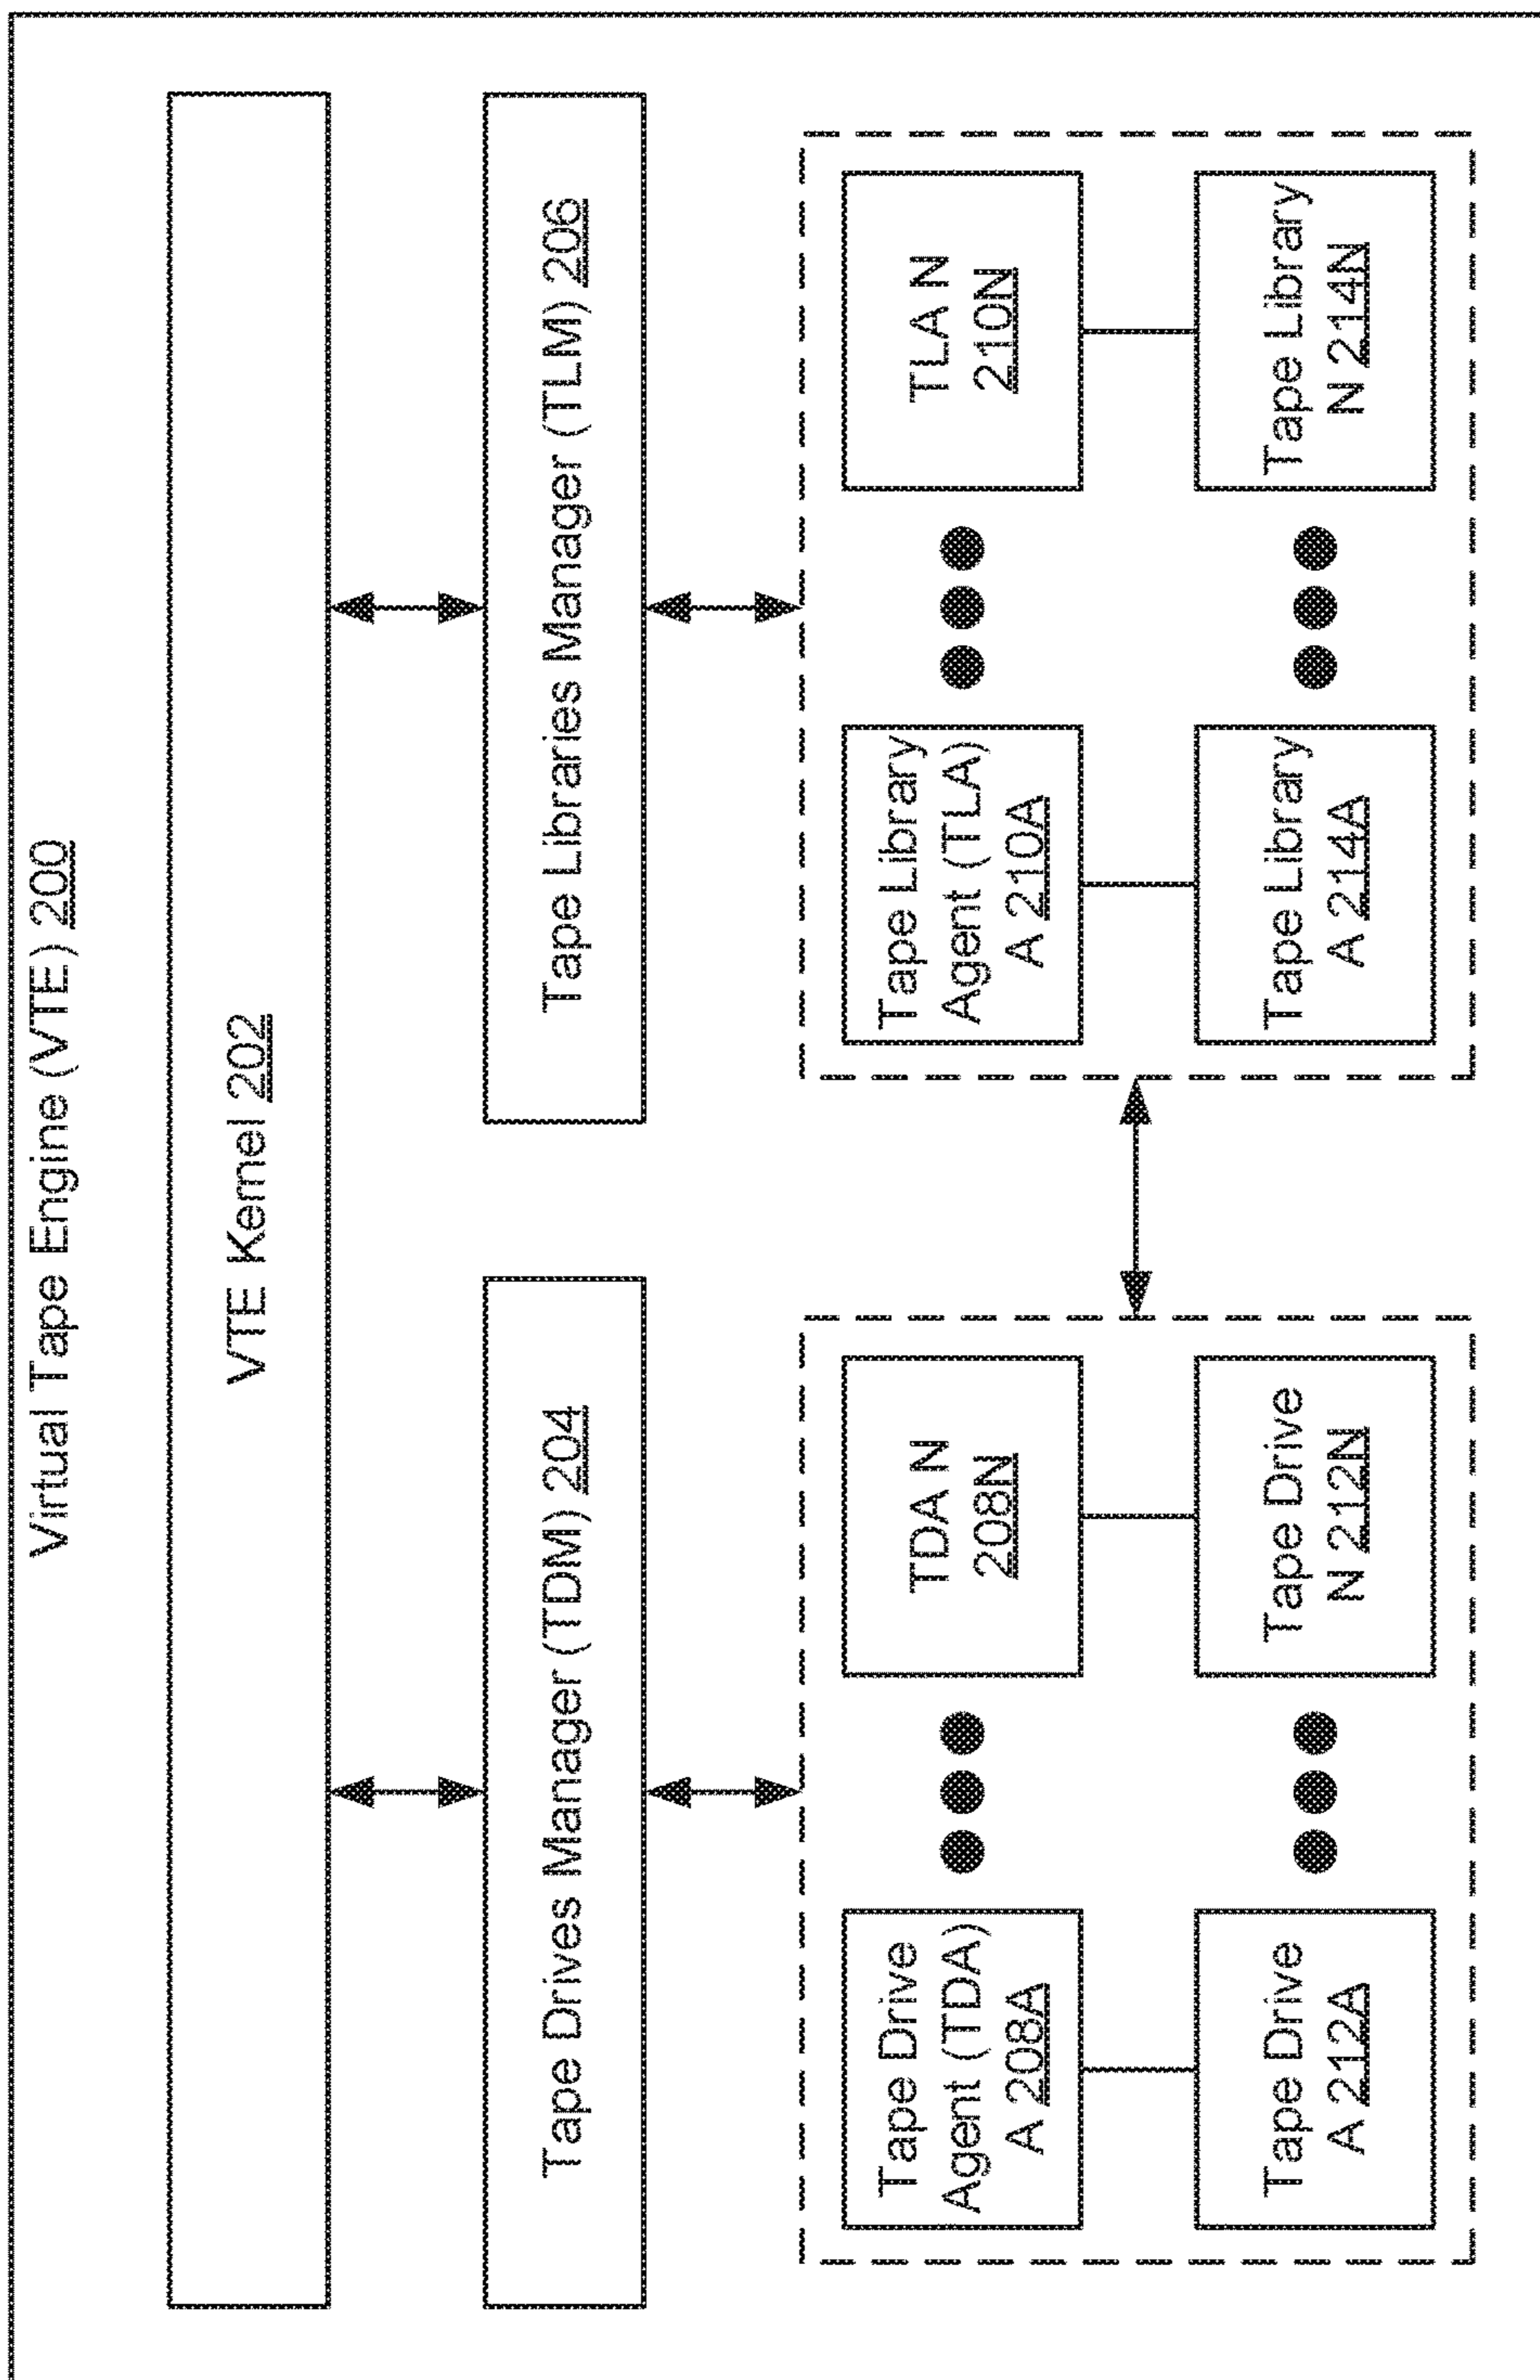 Virtual Tape Engine (VTE) 200
VTE Kernel 202
Tape Drives Manager (TDM) 204
Tape Libraries Manager (TLM) 206
Tape Drive
Agent (TDA)
A 208A
TDA N
208N
Tape Drive
A 212A
Tape Drive
N 212N
Tape Library
Agent (TLA)
A 210A
TLA N
210N
Tape Library
A 214A
Tape Library
N 214N